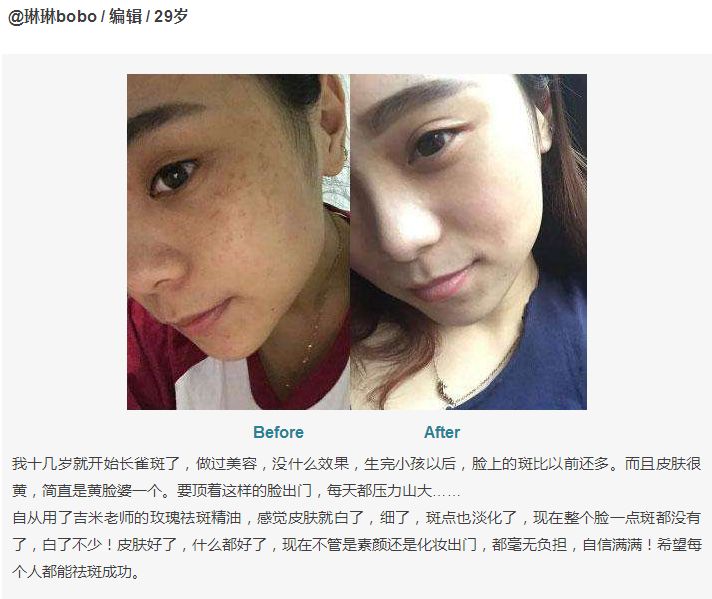 @琳琳bobo / 编辑 / 29岁
Before
After
我十几岁就开始长雀斑了，做过美容，没什么效果，生完小孩以后，脸上的斑比以前还多。而且皮肤很
黄，简直是黄脸婆一个。要顶着这样的脸出门，每天都压力山大……
自从用了吉米老师的玫瑰祛斑精油，感觉皮肤就白了，细了，斑点也淡化了，现在整个脸一点斑都没有
了，白了不少！皮肤好了，什么都好了，现在不管是素颜还是化妆出门，都毫无负担，自信满满！希望每
个人都能祛斑成功。